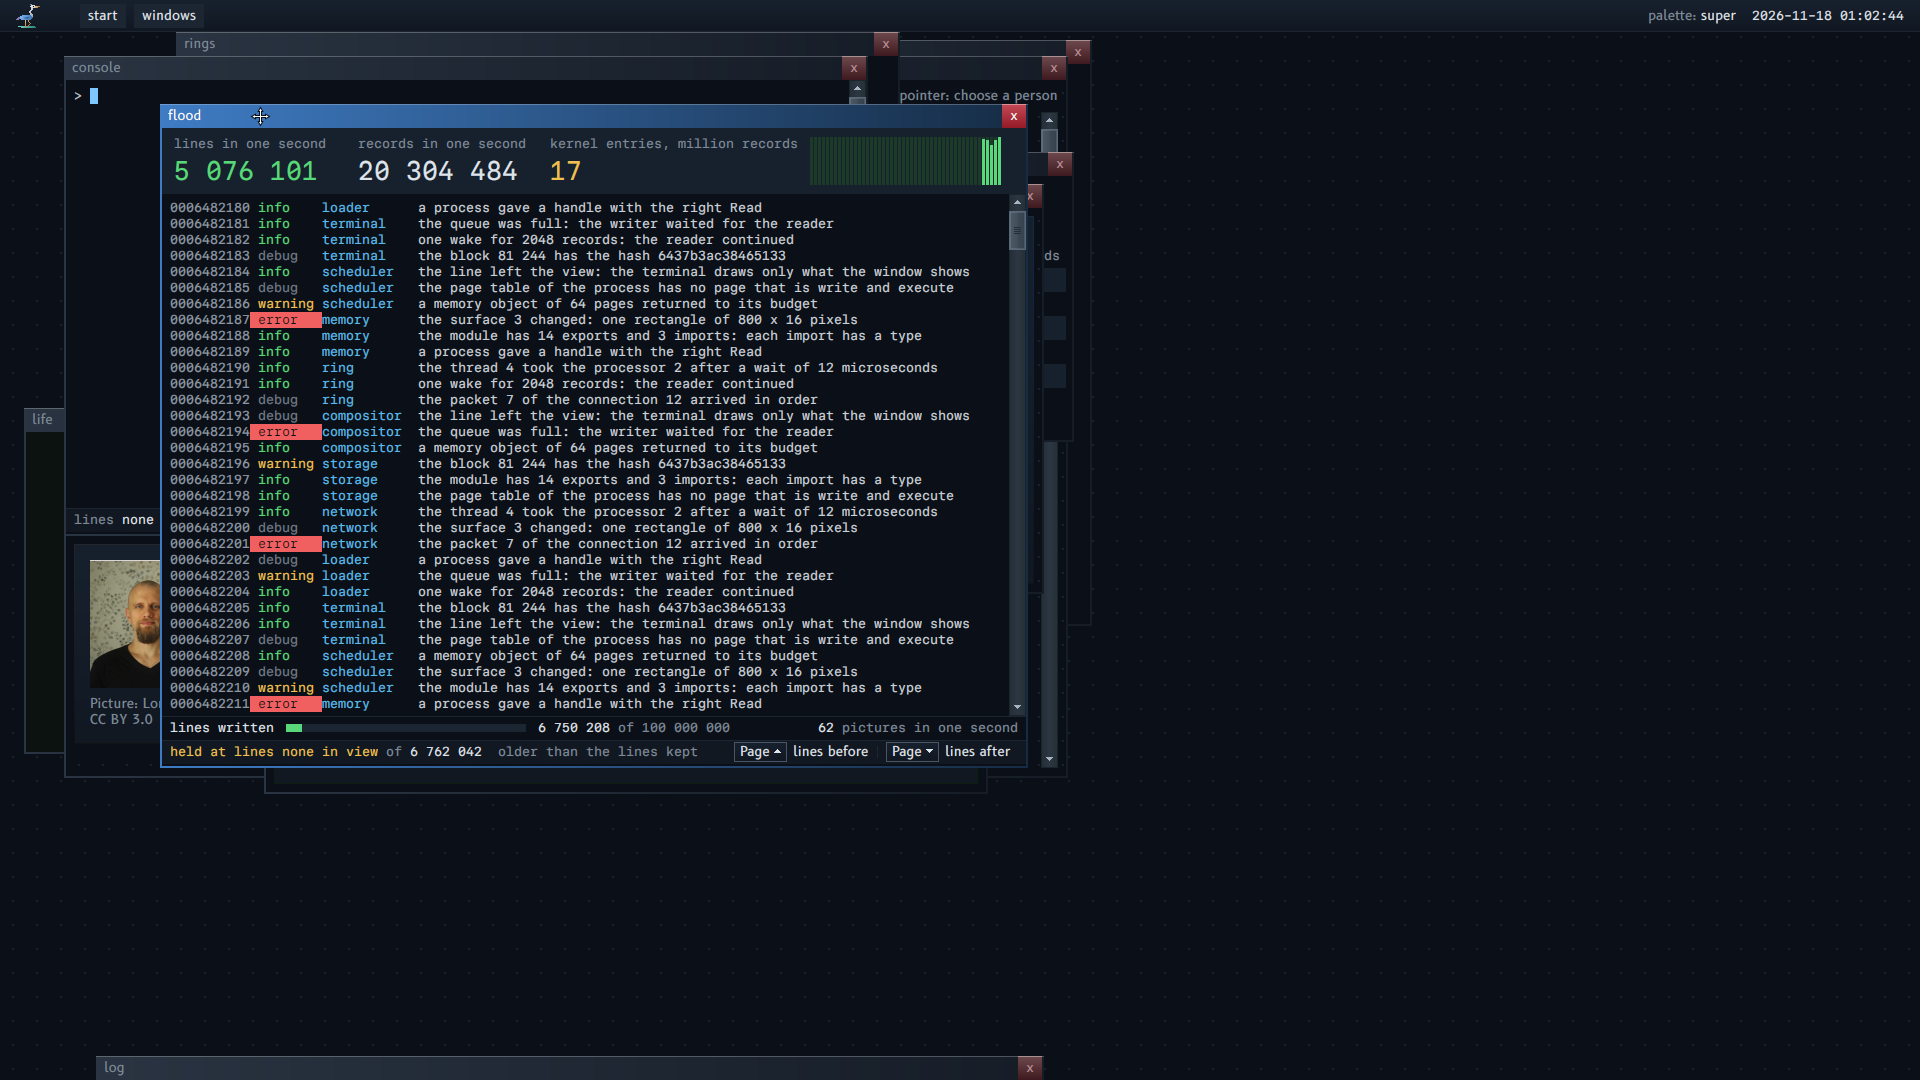 start windows palette: super 2026-11-18 01:02:44
rings x
x
console x
x
> pointer: choose a person
flood x
lines in one second records in one second kernel entries, million records
5 076 101 20 304 484 17
x
x
ds
0006482180 info loader a process gave a handle with the right Read
0006482181 info terminal the queue was full: the writer waited for the reader
0006482182 info terminal one wake for 2048 records: the reader continued
0006482183 debug terminal the block 81 244 has the hash 6437b3ac38465133
0006482184 info scheduler the line left the view: the terminal draws only what the window shows
0006482185 debug scheduler the page table of the process has no page that is write and execute
0006482186 warning scheduler a memory object of 64 pages returned to its budget
0006482187 error memory the surface 3 changed: one rectangle of 800 x 16 pixels
0006482188 info memory the module has 14 exports and 3 imports: each import has a type
0006482189 info memory a process gave a handle with the right Read
0006482190 info ring the thread 4 took the processor 2 after a wait of 12 microseconds
0006482191 info ring one wake for 2048 records: the reader continued
0006482192 debug ring the packet 7 of the connection 12 arrived in order
0006482193 debug compositor the line left the view: the terminal draws only what the window shows
0006482194 error compositor the queue was full: the writer waited for the reader
0006482195 info compositor a memory object of 64 pages returned to its budget
0006482196 warning storage the block 81 244 has the hash 6437b3ac38465133
0006482197 info storage the module has 14 exports and 3 imports: each import has a type
0006482198 info storage the page table of the process has no page that is write and execute
0006482199 info network the thread 4 took the processor 2 after a wait of 12 microseconds
0006482200 debug network the surface 3 changed: one rectangle of 800 x 16 pixels
0006482201 error network the packet 7 of the connection 12 arrived in order
0006482202 debug loader a process gave a handle with the right Read
0006482203 warning loader the queue was full: the writer waited for the reader
0006482204 info loader one wake for 2048 records: the reader continued
0006482205 info terminal the block 81 244 has the hash 6437b3ac38465133
0006482206 info terminal the line left the view: the terminal draws only what the window shows
0006482207 debug terminal the page table of the process has no page that is write and execute
0006482208 info scheduler a memory object of 64 pages returned to its budget
0006482209 debug scheduler the surface 3 changed: one rectangle of 800 x 16 pixels
0006482210 warning scheduler the module has 14 exports and 3 imports: each import has a type
0006482211 error memory a process gave a handle with the right Read
lines written 6 750 208 of 100 000 000 62 pictures in one second
held at lines none in view of 6 762 042 older than the lines kept Page lines before Page lines after
life
lines none
Picture: Lo
CC BY 3.0
log x